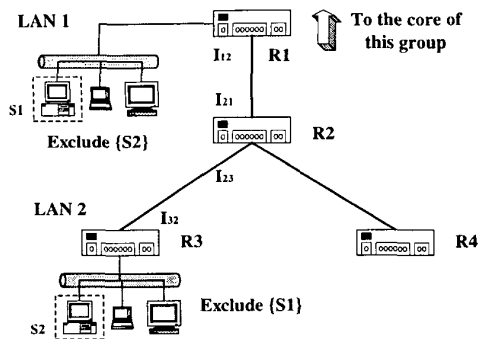 LAN 1
To the core of
this group
I12
R1
S1
Exclude {S2}
I21
R2
I23
LAN 2
I32
R3
R4
Exclude {S1}
S2